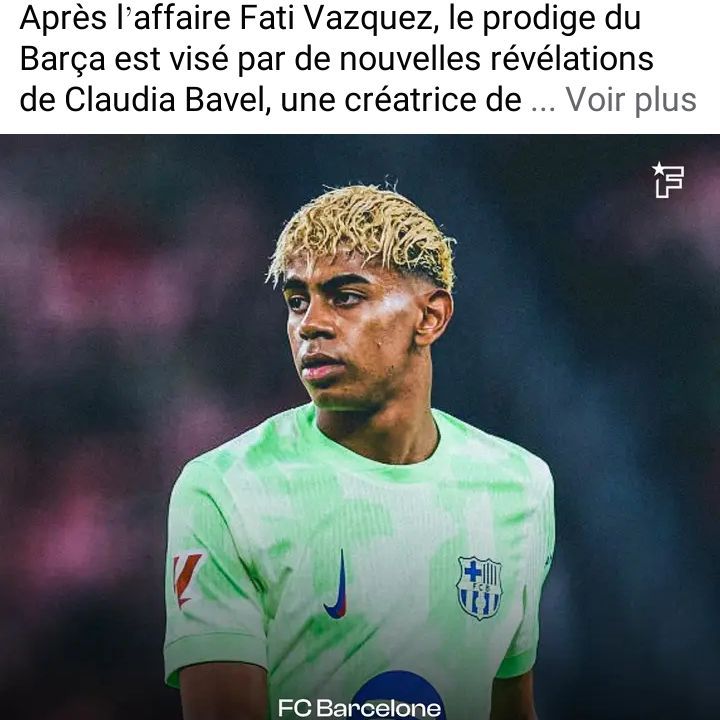 Après l'affaire Fati Vazquez, le prodige du
Barça est visé par de nouvelles révélations
de Claudia Bavel, une créatrice de ... Voir plus
F
FCB
FC Barcelone